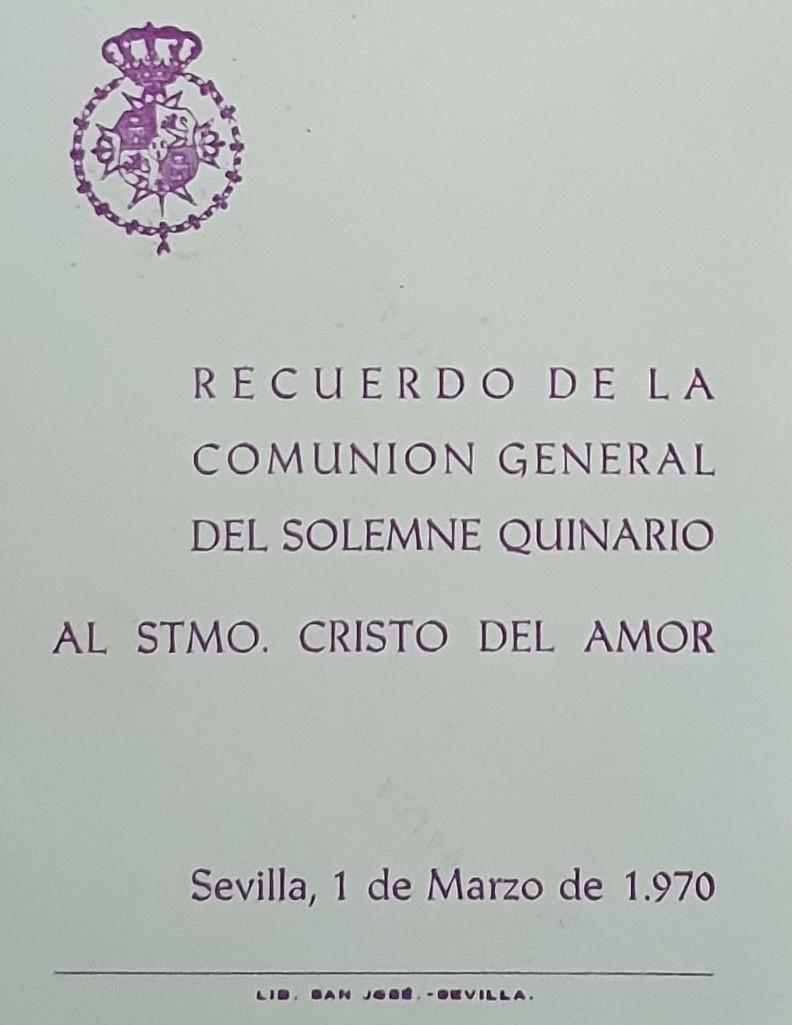 RECUERDO DE LA
COMUNION GENERAL
DEL SOLEMNE QUINARIO
AL STMO. CRISTO DEL AMOR
Sevilla, 1 de Marzo de 1.970
LIB. SAN JOSÉ.-SEVILLA.